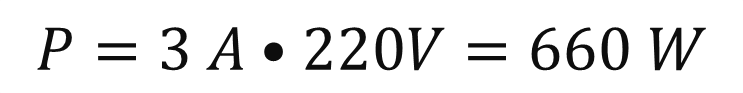 P = 3 A • 220V = 660 W